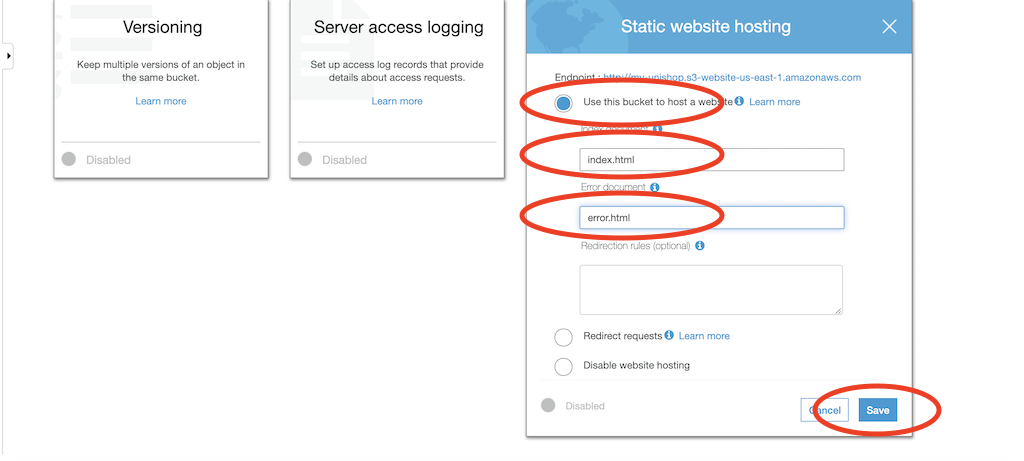 Versioning
Keep multiple versions of an object in
the same bucket.
Learn more
Disabled
Server access logging
Set up access log records that provide
details about access requests.
Learn more
Disabled
Static website hosting
Endpoint : http://my-unishop.s3-website-us-east-1.amazonaws.com
Use this bucket to host a website Learn more
Index document
index.html
Error document
error.html
Redirection rules (optional)
Redirect requests Learn more
Disable website hosting
Disabled
Cancel Save